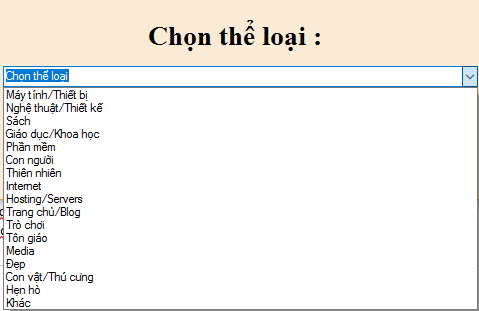 Chọn thể loại :
Chọn thể loại
Máy tính/Thiết bị
Nghệ thuật/Thiết kế
Sách
Giáo dục/Khoa học
Phần mềm
Con người
Thiên nhiên
Internet
Hosting/Servers
Trang chủ/Blog
Trò chơi
Tôn giáo
Media
Đẹp
Con vật/Thú cưng
Hẹn hò
Khác